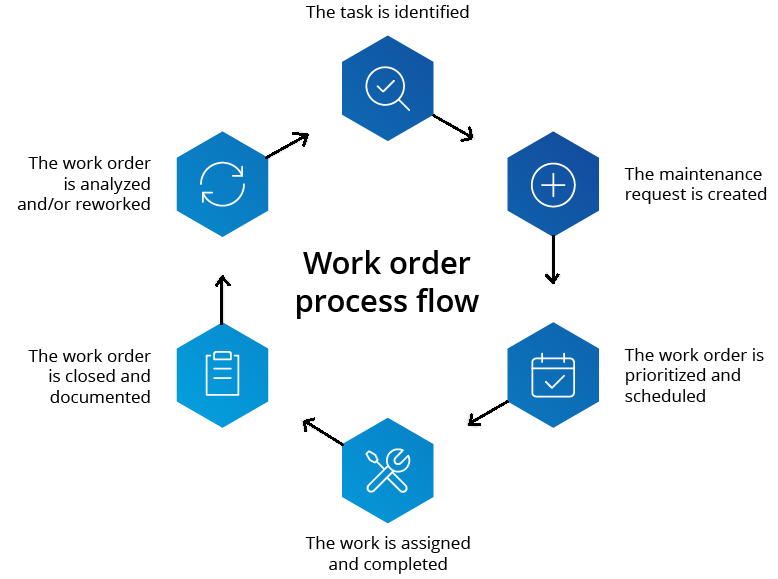 The task is identified
The maintenance
request is created
The work order is
prioritized and
scheduled
The work is assigned
and completed
The work order
is closed and
documented
The work order
is analyzed
and/or reworked
Work order
process flow